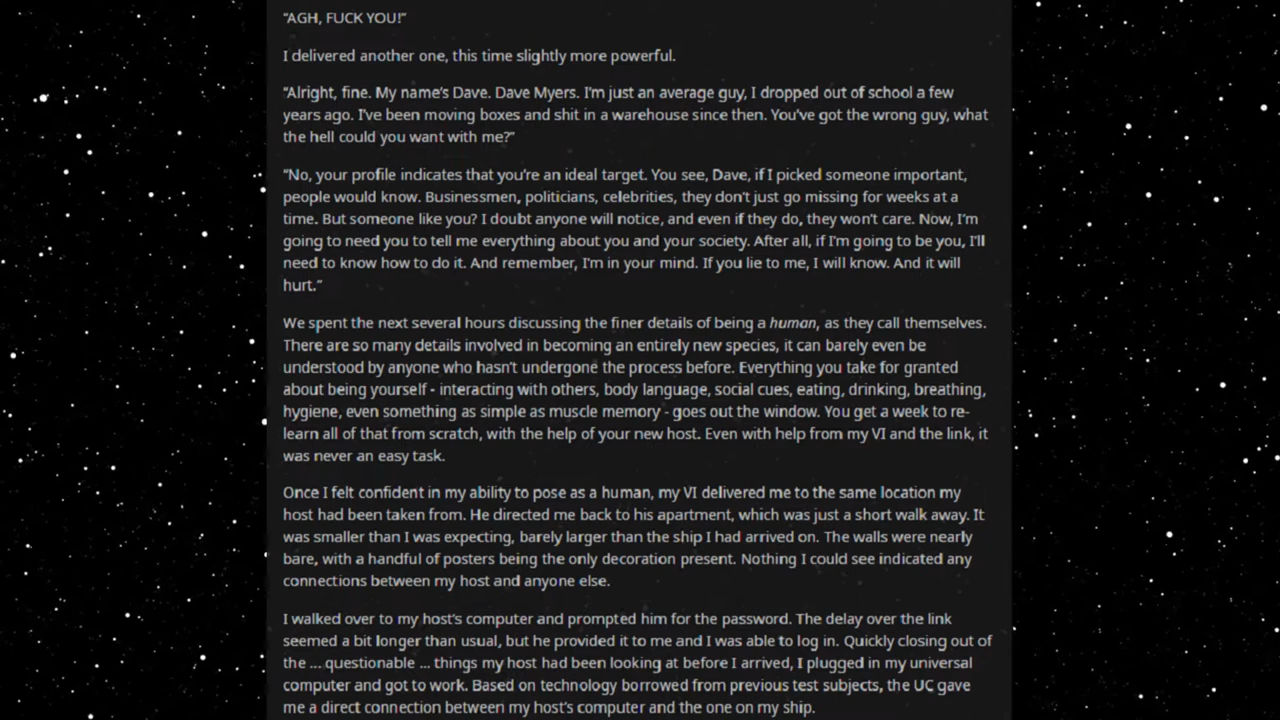 “AGH, FUCK YOU!”
I delivered another one, this time slightly more powerful.
“Alright, fine. My name’s Dave. Dave Myers. I’m just an average guy, I dropped out of school a few
years ago. I’ve been moving boxes and shit in a warehouse since then. You’ve got the wrong guy, what
the hell could you want with me?”
“No, your profile indicates that you’re an ideal target. You see, Dave, if I picked someone important,
people would know. Businessmen, politicians, celebrities, they don’t just go missing for weeks at a
time. But someone like you? I doubt anyone will notice, and even if they do, they won’t care. Now, I’m
going to need you to tell me everything about you and your society. After all, if I’m going to be you, I’ll
need to know how to do it. And remember, I’m in your mind. If you lie to me, I will know. And it will
hurt.”
We spent the next several hours discussing the finer details of being a human, as they call themselves.
There are so many details involved in becoming an entirely new species, it can barely even be
understood by anyone who hasn’t undergone the process before. Everything you take for granted
about being yourself - interacting with others, body language, social cues, eating, drinking, breathing,
hygiene, even something as simple as muscle memory - goes out the window. You get a week to re-
learn all of that from scratch, with the help of your new host. Even with help from my VI and the link, it
was never an easy task.
Once I felt confident in my ability to pose as a human, my VI delivered me to the same location my
host had been taken from. He directed me back to his apartment, which was just a short walk away. It
was smaller than I was expecting, barely larger than the ship I had arrived on. The walls were nearly
bare, with a handful of posters being the only decoration present. Nothing I could see indicated any
connections between my host and anyone else.
I walked over to my host’s computer and prompted him for the password. The delay over the link
seemed a bit longer than usual, but he provided it to me and I was able to log in. Quickly closing out of
the ... questionable ... things my host had been looking at before I arrived, I plugged in my universal
computer and got to work. Based on technology borrowed from previous test subjects, the UC gave
me a direct connection between my host’s computer and the one on my ship.